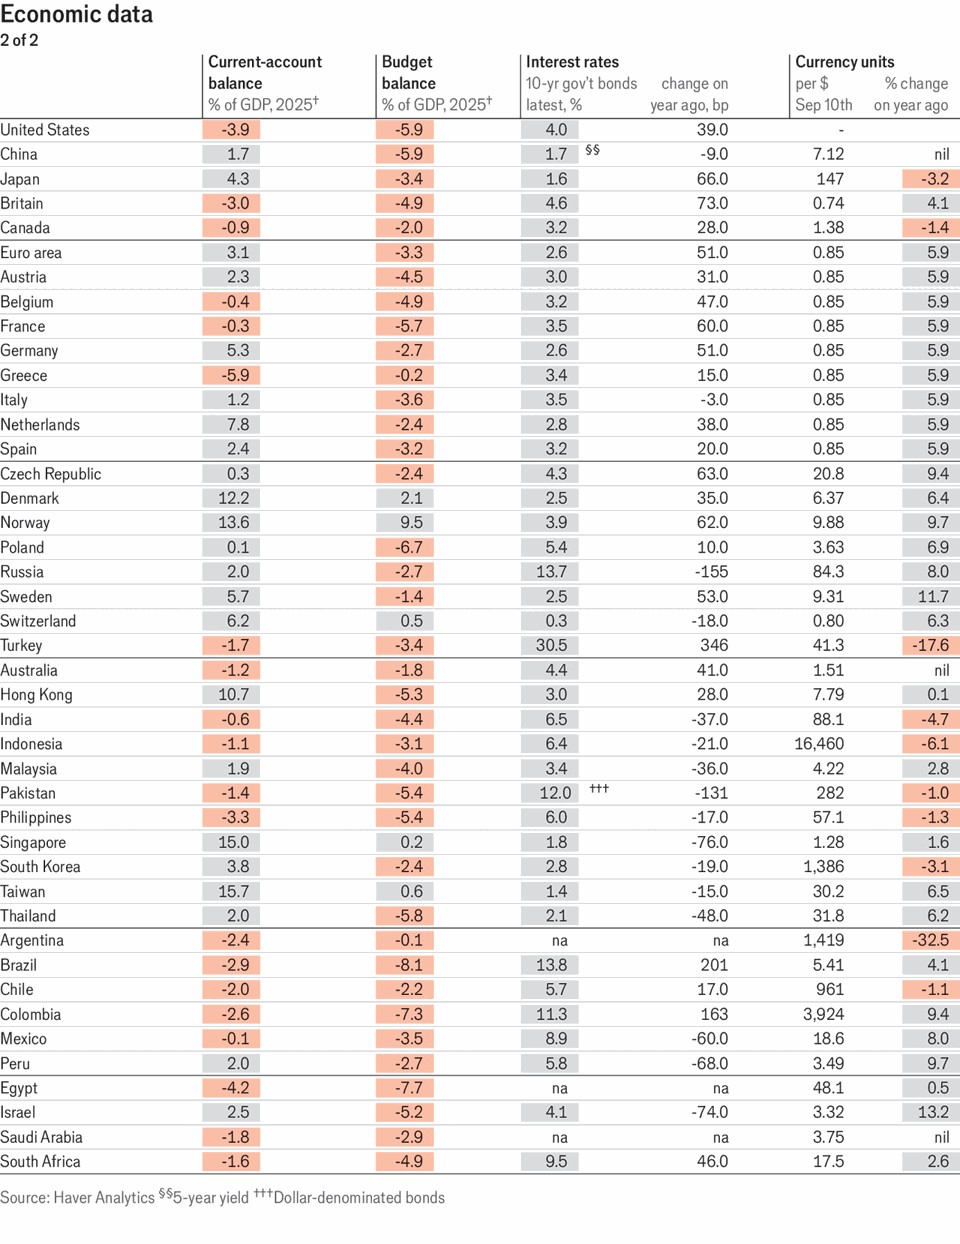 Economic data
2 of 2
Current-account balance % of GDP, 2025† Budget balance % of GDP, 2025† Interest rates 10-yr gov't bonds latest, % change on year ago, bp Currency units per $ Sep 10th % change on year ago
United States -3.9 -5.9 4.0 39.0 -
China 1.7 -5.9 1.7 §§ -9.0 7.12 nil
Japan 4.3 -3.4 1.6 66.0 147 -3.2
Britain -3.0 -4.9 4.6 73.0 0.74 4.1
Canada -0.9 -2.0 3.2 28.0 1.38 -1.4
Euro area 3.1 -3.3 2.6 51.0 0.85 5.9
Austria 2.3 -4.5 3.0 31.0 0.85 5.9
Belgium -0.4 -4.9 3.2 47.0 0.85 5.9
France -0.3 -5.7 3.5 60.0 0.85 5.9
Germany 5.3 -2.7 2.6 51.0 0.85 5.9
Greece -5.9 -0.2 3.4 15.0 0.85 5.9
Italy 1.2 -3.6 3.5 -3.0 0.85 5.9
Netherlands 7.8 -2.4 2.8 38.0 0.85 5.9
Spain 2.4 -3.2 3.2 20.0 0.85 5.9
Czech Republic 0.3 -2.4 4.3 63.0 20.8 9.4
Denmark 12.2 2.1 2.5 35.0 6.37 6.4
Norway 13.6 9.5 3.9 62.0 9.88 9.7
Poland 0.1 -6.7 5.4 10.0 3.63 6.9
Russia 2.0 -2.7 13.7 -155 84.3 8.0
Sweden 5.7 -1.4 2.5 53.0 9.31 11.7
Switzerland 6.2 0.5 0.3 -18.0 0.80 6.3
Turkey -1.7 -3.4 30.5 346 41.3 -17.6
Australia -1.2 -1.8 4.4 41.0 1.51 nil
Hong Kong 10.7 -5.3 3.0 28.0 7.79 0.1
India -0.6 -4.4 6.5 -37.0 88.1 -4.7
Indonesia -1.1 -3.1 6.4 -21.0 16,460 -6.1
Malaysia 1.9 -4.0 3.4 -36.0 4.22 2.8
Pakistan -1.4 -5.4 12.0 ††† -131 282 -1.0
Philippines -3.3 -5.4 6.0 -17.0 57.1 -1.3
Singapore 15.0 0.2 1.8 -76.0 1.28 1.6
South Korea 3.8 -2.4 2.8 -19.0 1,386 -3.1
Taiwan 15.7 0.6 1.4 -15.0 30.2 6.5
Thailand 2.0 -5.8 2.1 -48.0 31.8 6.2
Argentina -2.4 -0.1 na na 1,419 -32.5
Brazil -2.9 -8.1 13.8 201 5.41 4.1
Chile -2.0 -2.2 5.7 17.0 961 -1.1
Colombia -2.6 -7.3 11.3 163 3,924 9.4
Mexico -0.1 -3.5 8.9 -60.0 18.6 8.0
Peru 2.0 -2.7 5.8 -68.0 3.49 9.7
Egypt -4.2 -7.7 na na 48.1 0.5
Israel 2.5 -5.2 4.1 -74.0 3.32 13.2
Saudi Arabia -1.8 -2.9 na na 3.75 nil
South Africa -1.6 -4.9 9.5 46.0 17.5 2.6
Source: Haver Analytics §§5-year yield †††Dollar-denominated bonds